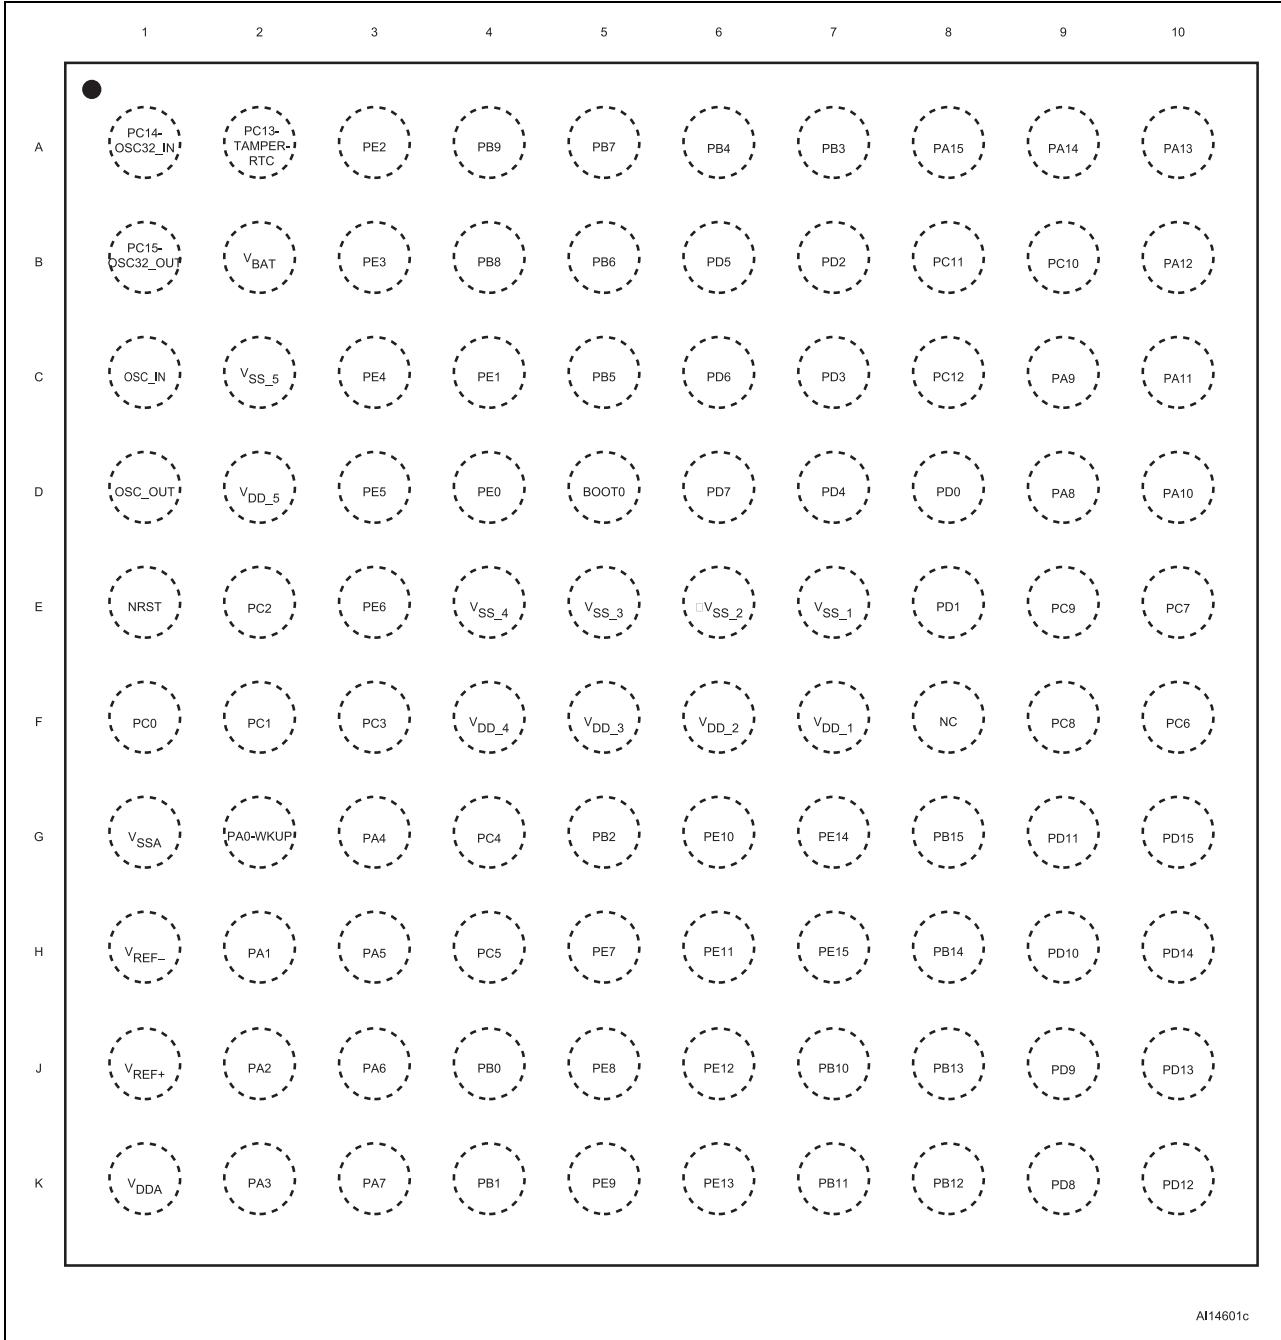 1 2 3 4 5 6 7 8 9 10
A PC14-OSC32_IN PC13-TAMPER-RTC PE2 PB9 PB7 PB4 PB3 PA15 PA14 PA13
B PC15-OSC32_OUT VBAT PE3 PB8 PB6 PD5 PD2 PC11 PC10 PA12
C OSC_IN VSS_5 PE4 PE1 PB5 PD6 PD3 PC12 PA9 PA11
D OSC_OUT VDD_5 PE5 PE0 BOOT0 PD7 PD4 PD0 PA8 PA10
E NRST PC2 PE6 VSS_4 VSS_3 VSS_2 VSS_1 PD1 PC9 PC7
F PC0 PC1 PC3 VDD_4 VDD_3 VDD_2 VDD_1 NC PC8 PC6
G VSSA PA0-WKUP PA4 PC4 PB2 PE10 PE14 PB15 PD11 PD15
H VREF– PA1 PA5 PC5 PE7 PE11 PE15 PB14 PD10 PD14
J VREF+ PA2 PA6 PB0 PE8 PE12 PB10 PB13 PD9 PD13
K VDDA PA3 PA7 PB1 PE9 PE13 PB11 PB12 PD8 PD12
AI14601c